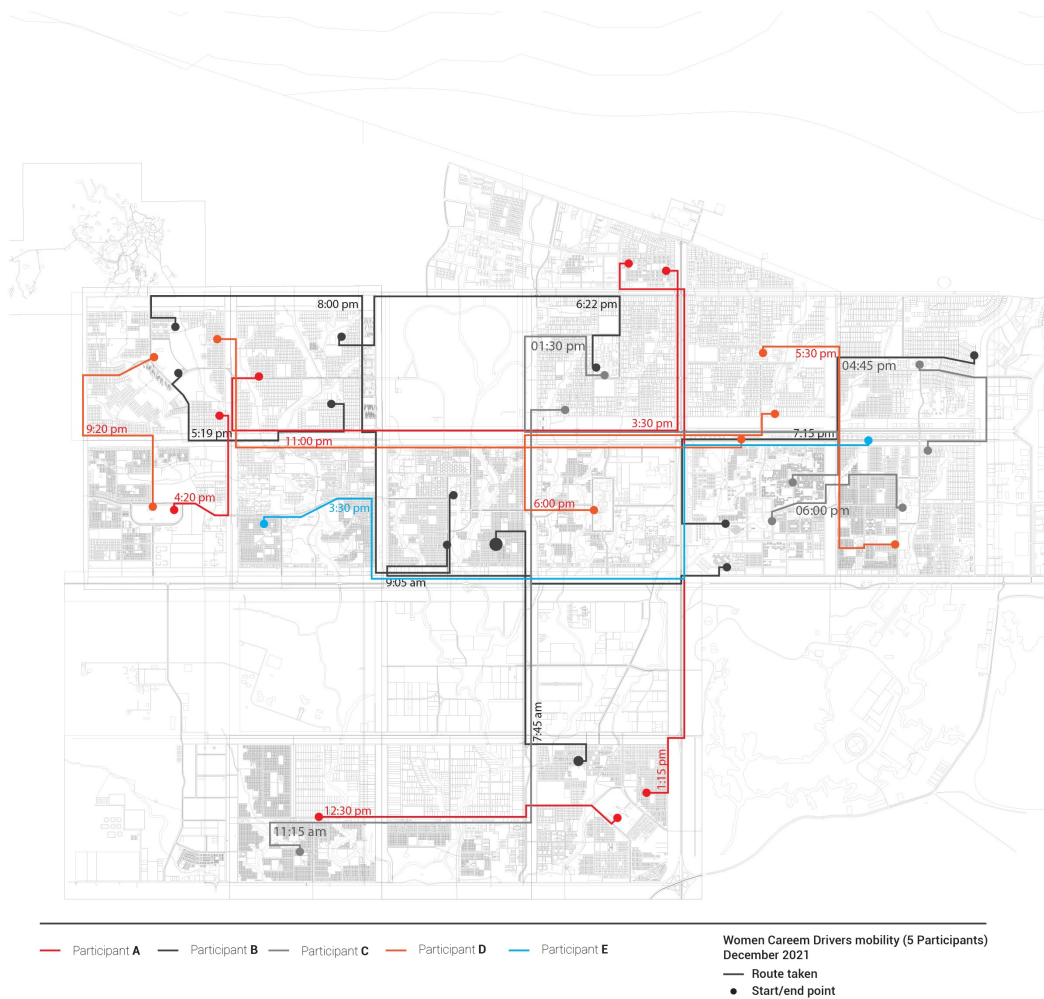 8:00 pm
6:22 pm
01:30 pm
5:30 pm
04:45 pm
3:30 pm
5:19 pm
9:20 pm
11:00 pm
7.15 pm
4:20 pm
3:30 pm
6:00 pm
06:00 pm
9:05 am
7:45 am
1:15 pm
12:30 pm
11:15 am
Participant A
Participant B
Participant C
Participant D
Participant E
Women Careem Drivers mobility (5 Participants)
December 2021
Route taken
Start/end point